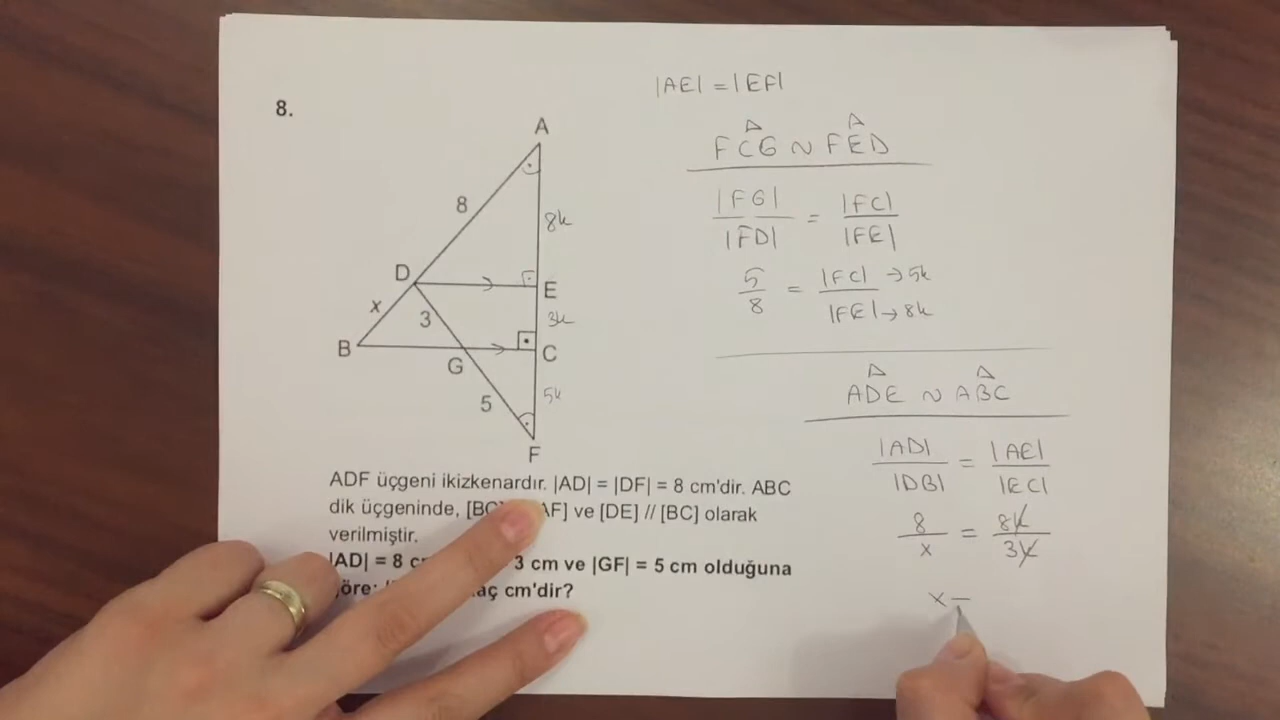 8.
|AE| = |EF|
A
8
8k
D
E
x
3
3k
B
G
C
5
5k
F
FCG ~ FED
|FG| / |FD| = |FC| / |FE|
5 / 8 = |FC| → 5k / |FE| → 8k
ADE ~ ABC
|AD| / |DB| = |AE| / |EC|
8 / x = 8k / 3k
x =
ADF üçgeni ikizkenardır. |AD| = |DF| = 8 cm'dir. ABC
dik üçgeninde, AF] ve [DE] // [BC] olarak
verilmiştir.
|AD| = 8 3 cm ve |GF| = 5 cm olduğuna
cm'dir?